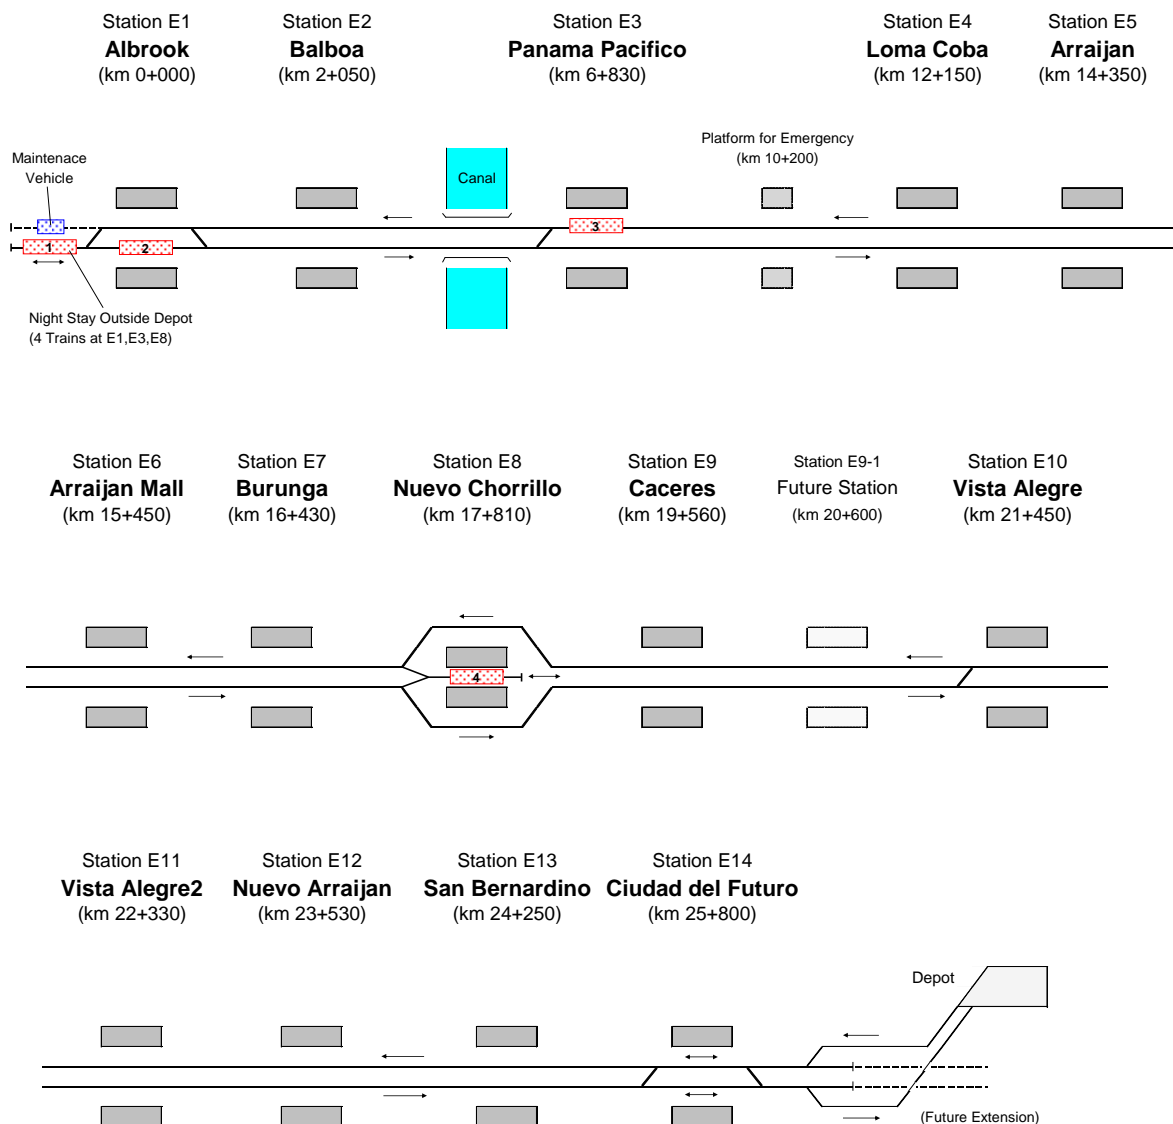 Station E1
Albrook
(km 0+000)
Station E2
Balboa
(km 2+050)
Station E3
Panama Pacifico
(km 6+830)
Station E4
Loma Coba
(km 12+150)
Station E5
Arraijan
(km 14+350)
Maintenace
Vehicle
Canal
Platform for Emergency
(km 10+200)
1
2
3
Night Stay Outside Depot
(4 Trains at E1,E3,E8)
Station E6
Arraijan Mall
(km 15+450)
Station E7
Burunga
(km 16+430)
Station E8
Nuevo Chorrillo
(km 17+810)
Station E9
Caceres
(km 19+560)
Station E9-1
Future Station
(km 20+600)
Station E10
Vista Alegre
(km 21+450)
4
Station E11
Vista Alegre2
(km 22+330)
Station E12
Nuevo Arraijan
(km 23+530)
Station E13
San Bernardino
(km 24+250)
Station E14
Ciudad del Futuro
(km 25+800)
Depot
(Future Extension)